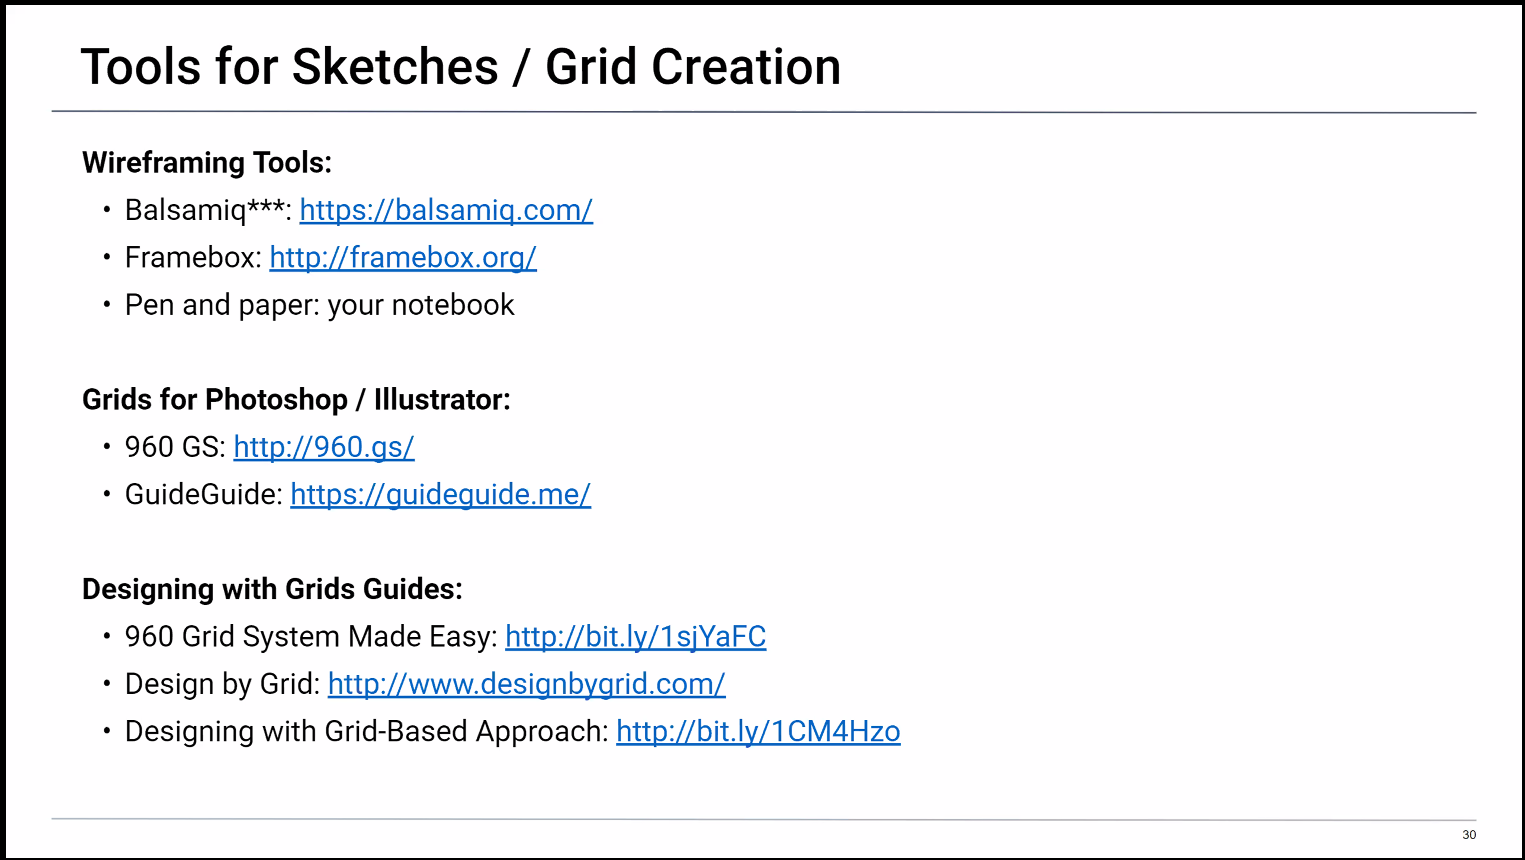 Tools for Sketches / Grid Creation
Wireframing Tools:
• Balsamiq***: https://balsamiq.com/
• Framebox: http://framebox.org/
• Pen and paper: your notebook
Grids for Photoshop / Illustrator:
• 960 GS: http://960.gs/
• GuideGuide: https://guideguide.me/
Designing with Grids Guides:
• 960 Grid System Made Easy: http://bit.ly/1sjYaFC
• Design by Grid: http://www.designbygrid.com/
• Designing with Grid-Based Approach: http://bit.ly/1CM4Hzo
30